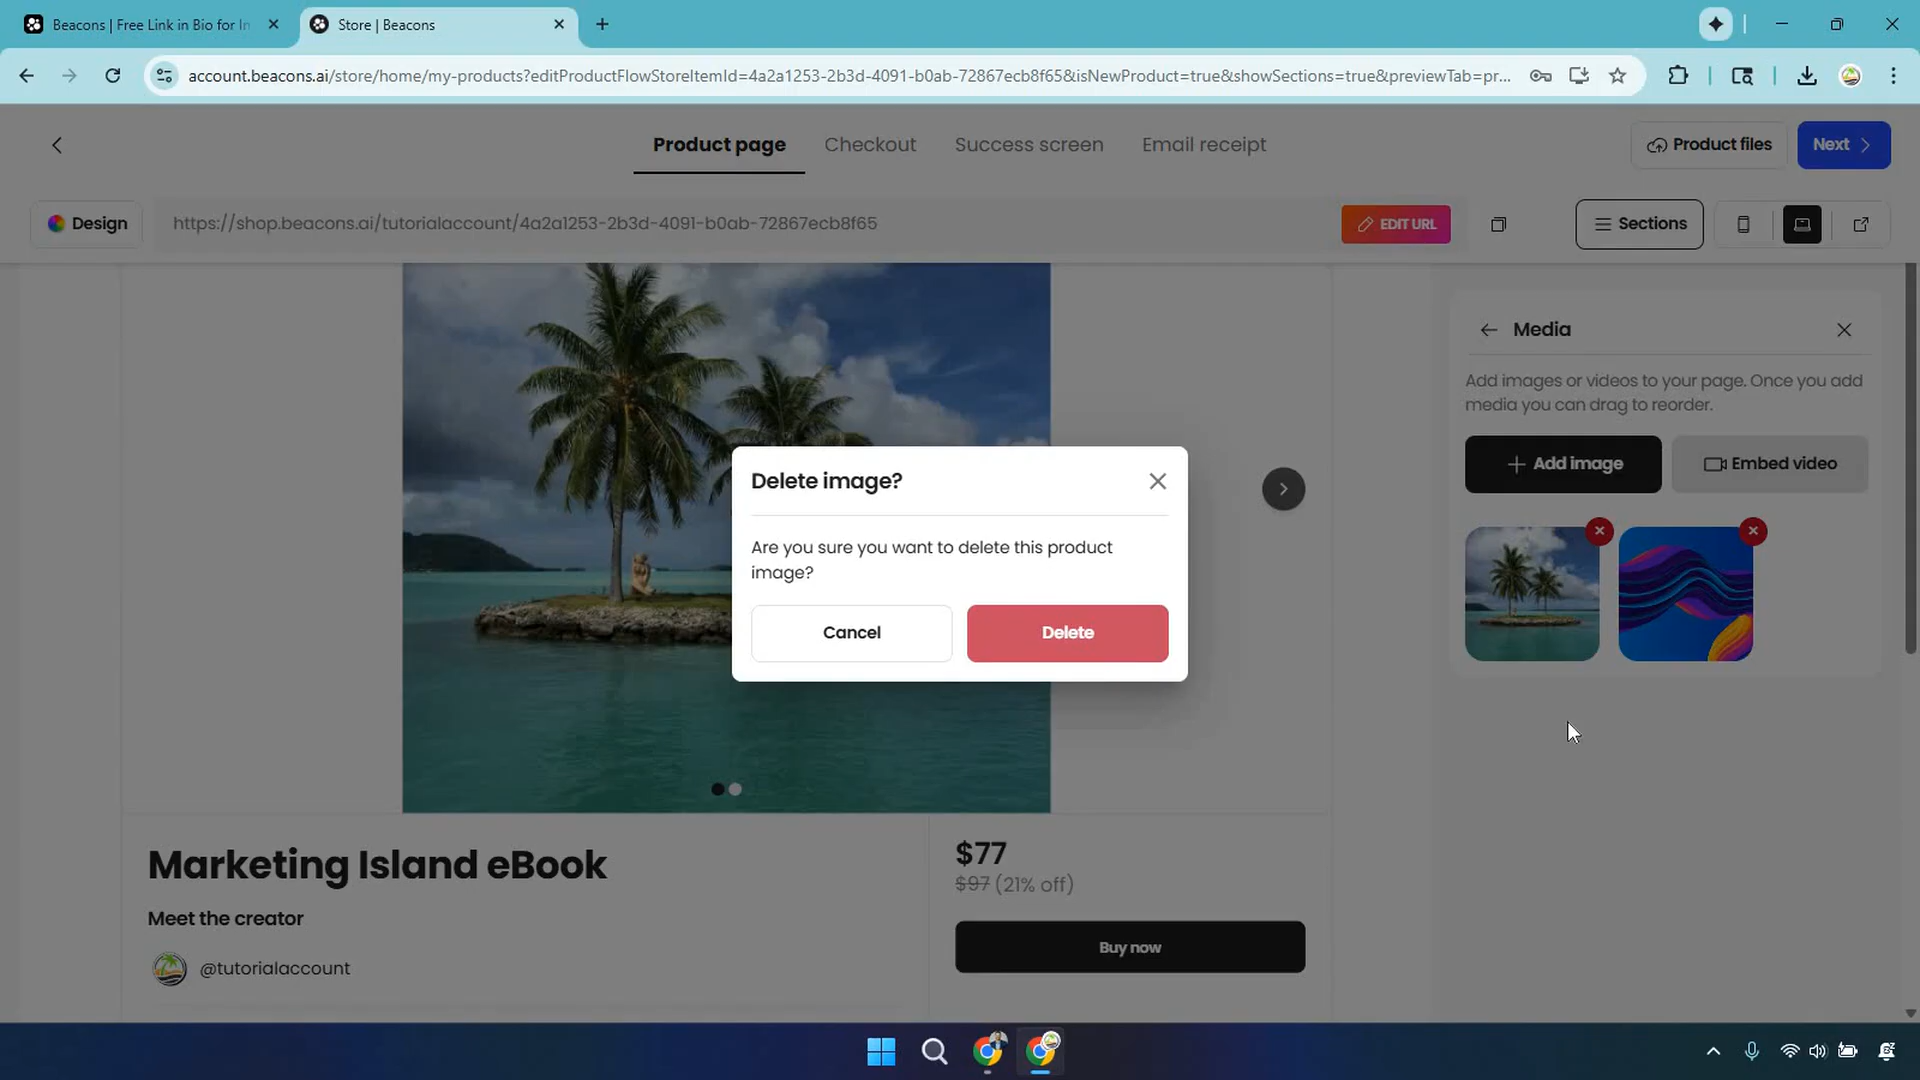 Beacons | Free Link in Bio for In
Store | Beacons
account.beacons.ai/store/home/my-products?editProductFlowStoreItemId=4a2a1253-2b3d-4091-b0ab-72867ecb8f65&isNewProduct=true&showSections=true&previewTab=pr...
Product page
Checkout
Success screen
Email receipt
Product files
Next
Design
https://shop.beacons.ai/tutorialaccount/4a2a1253-2b3d-4091-b0ab-72867ecb8f65
EDIT URL
Sections
Media
Add images or videos to your page. Once you add
media you can drag to reorder.
Add image
Embed video
Delete image?
Are you sure you want to delete this product
image?
Cancel
Delete
Marketing Island eBook
Meet the creator
@tutorialaccount
$77
$97 (21% off)
Buy now